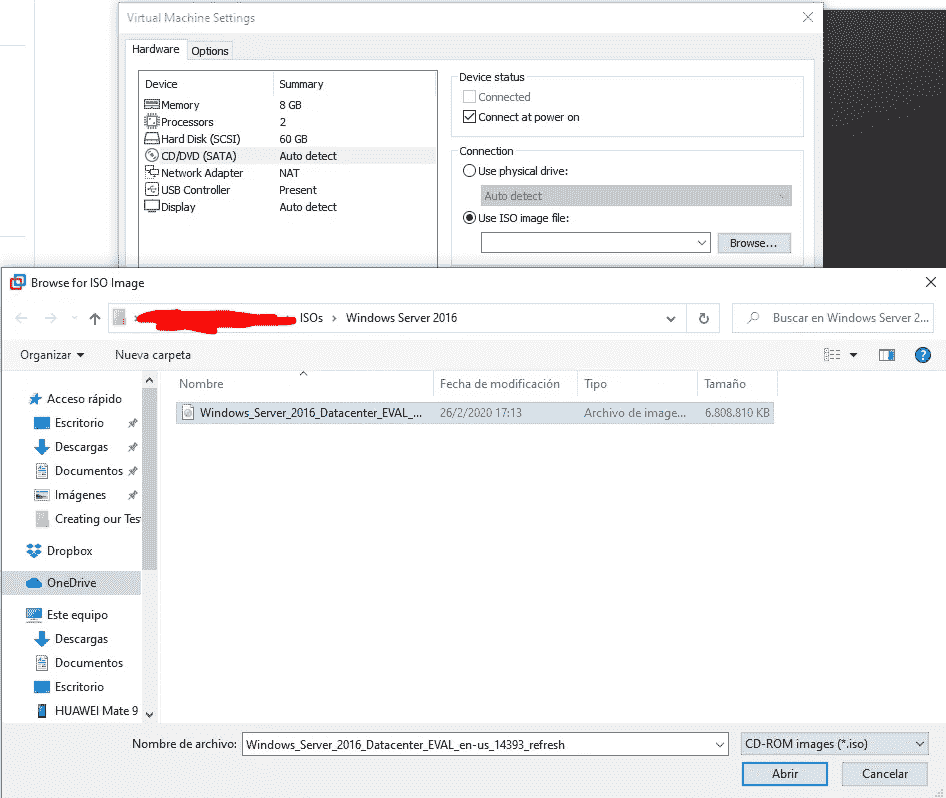 Virtual Machine Settings
Hardware
Options
Device Summary
Memory 8 GB
Processors 2
Hard Disk (SCSI) 60 GB
CD/DVD (SATA) Auto detect
Network Adapter NAT
USB Controller Present
Display Auto detect
Device status
Connected
Connect at power on
Connection
Use physical drive:
Auto detect
Use ISO image file:
Browse...
Browse for ISO Image
ISOs > Windows Server 2016
Buscar en Windows Server 2...
Organizar Nueva carpeta
Nombre Fecha de modificación Tipo Tamaño
Windows_Server_2016_Datacenter_EVAL_... 26/2/2020 17:13 Archivo de image... 6.808.810 KB
Acceso rápido
Escritorio
Descargas
Documentos
Imágenes
Creating our Tes
Dropbox
OneDrive
Este equipo
Descargas
Documentos
Escritorio
HUAWEI Mate 9
Nombre de archivo: Windows_Server_2016_Datacenter_EVAL_en-us_14393_refresh
CD-ROM images (*.iso)
Abrir
Cancelar